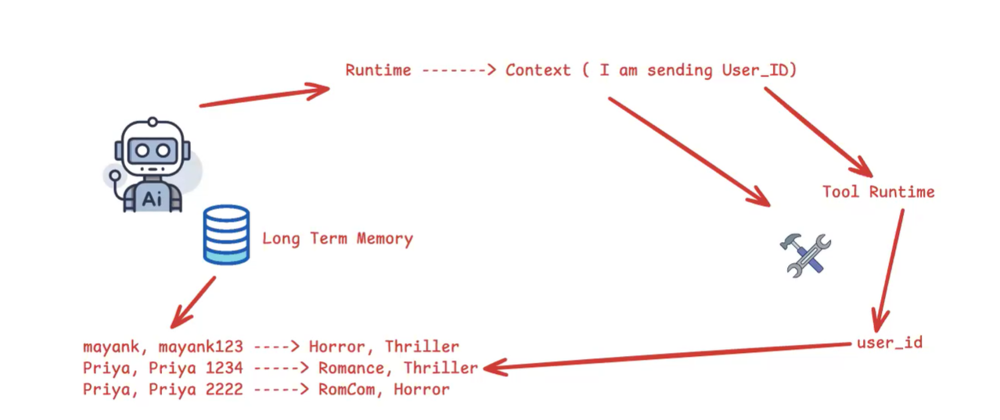 Runtime -------> Context ( I am sending User_ID)
Tool Runtime
Ai
Long Term Memory
mayank, mayank123 ----> Horror, Thriller
user_id
Priya, Priya 1234 -----> Romance, Thriller
Priya, Priya 2222 -----> RomCom, Horror